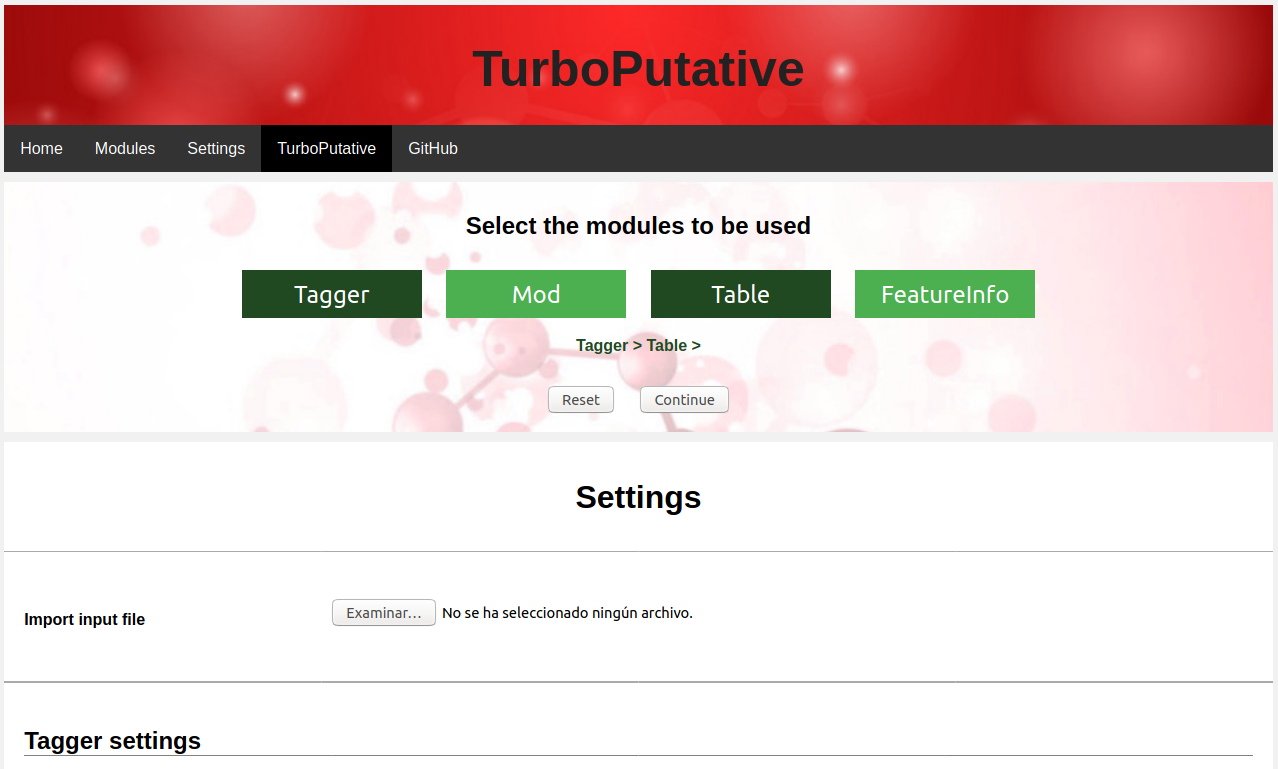 TurboPutative
Home Modules Settings TurboPutative GitHub
Select the modules to be used
Tagger Mod Table FeatureInfo
Tagger > Table >
Reset Continue
Settings
Import input file Examinar... No se ha seleccionado ningún archivo.
Tagger settings